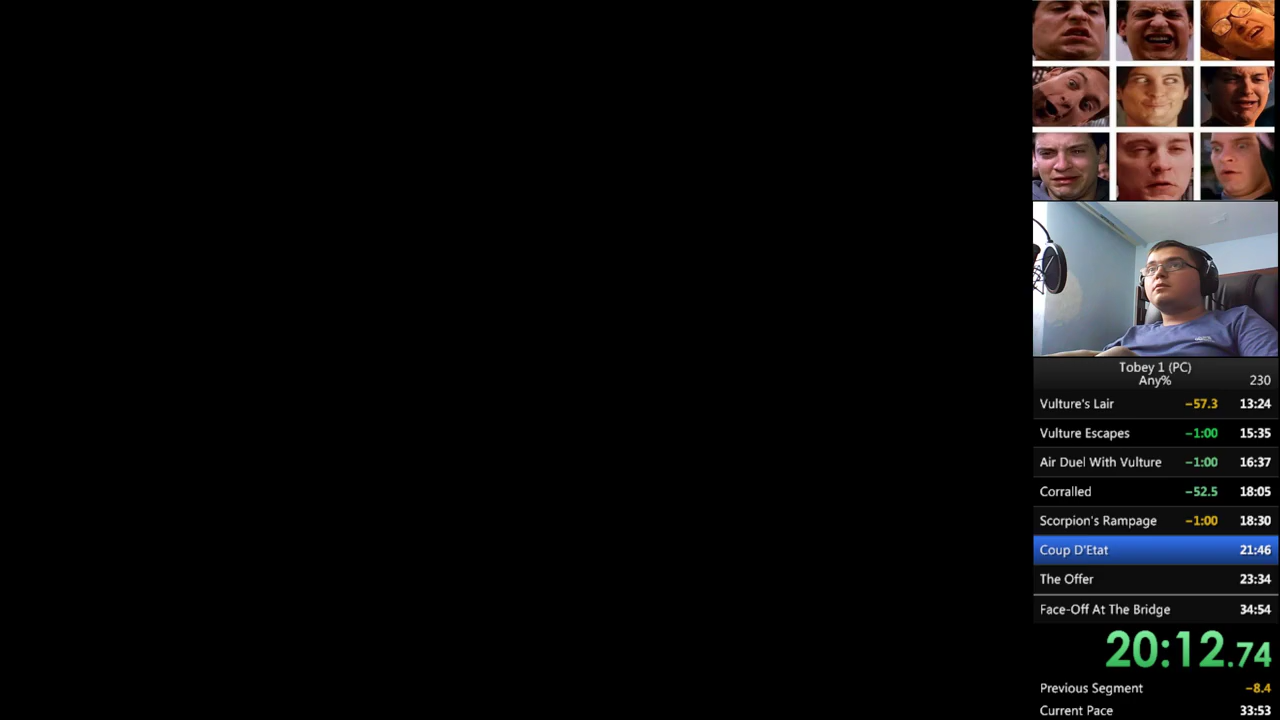 Tobey 1 (PC)
Any% 230
Vulture's Lair −57.3 13:24
Vulture Escapes −1:00 15:35
Air Duel With Vulture −1:00 16:37
Corralled −52.5 18:05
Scorpion's Rampage −1:00 18:30
Coup D'Etat 21:46
The Offer 23:34
Face-Off At The Bridge 34:54
20:12.74
Previous Segment −8.4
Current Pace 33:53